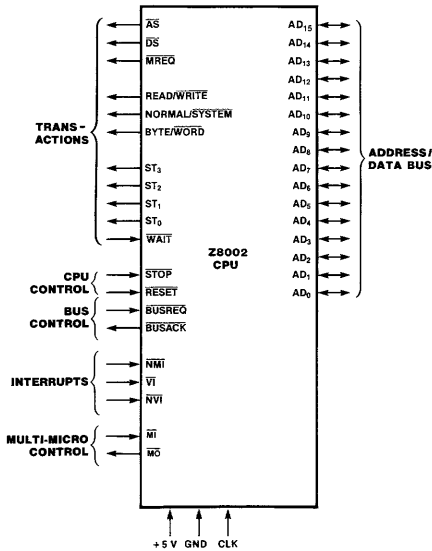 AS
DS
MREQ
READ/WRITE
NORMAL/SYSTEM
BYTE/WORD
TRANS-
ACTIONS
ST3
ST2
ST1
ST0
WAIT
CPU
CONTROL
STOP
RESET
BUS
CONTROL
BUSREQ
BUSACK
INTERRUPTS
NMI
VI
NVI
MULTI-MICRO
CONTROL
MI
MO
Z8002
CPU
AD15
AD14
AD13
AD12
AD11
AD10
AD9
AD8
AD7
AD6
AD5
AD4
AD3
AD2
AD1
AD0
ADDRESS/
DATA BUS
+5 V GND CLK